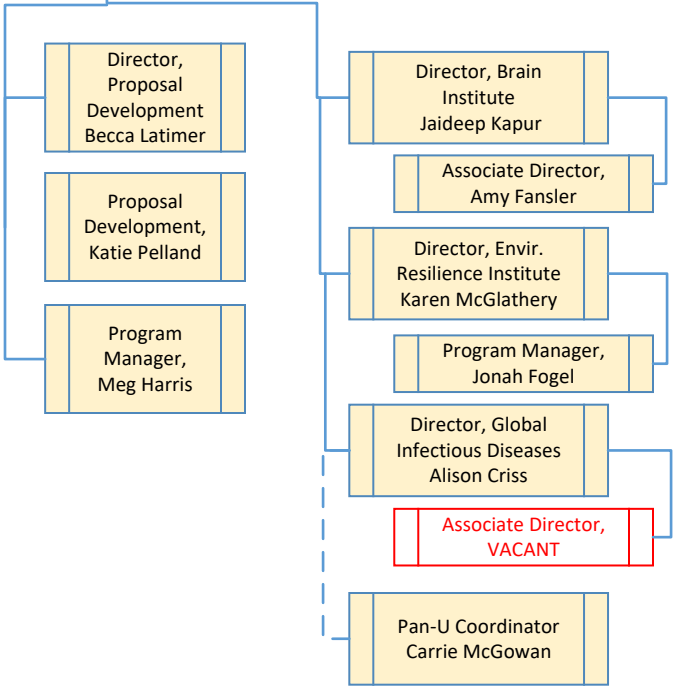 Director,
Proposal
Development
Becca Latimer
Proposal
Development,
Katie Pelland
Program
Manager,
Meg Harris
Director, Brain
Institute
Jaideep Kapur
Associate Director,
Amy Fansler
Director, Envir.
Resilience Institute
Karen McGlathery
Program Manager,
Jonah Fogel
Director, Global
Infectious Diseases
Alison Criss
Associate Director,
VACANT
Pan-U Coordinator
Carrie McGowan